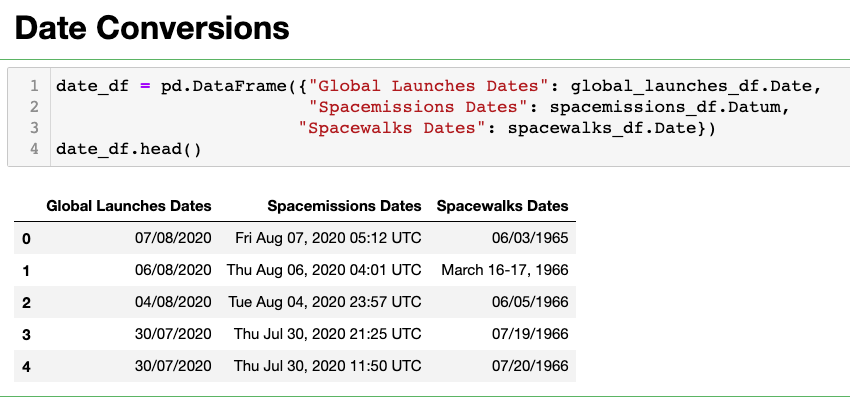 Date Conversions
1 date_df = pd.DataFrame({"Global Launches Dates": global_launches_df.Date,
2 "Spacemissions Dates": spacemissions_df.Datum,
3 "Spacewalks Dates": spacewalks_df.Date})
4 date_df.head()
Global Launches Dates Spacemissions Dates Spacewalks Dates
0 07/08/2020 Fri Aug 07, 2020 05:12 UTC 06/03/1965
1 06/08/2020 Thu Aug 06, 2020 04:01 UTC March 16-17, 1966
2 04/08/2020 Tue Aug 04, 2020 23:57 UTC 06/05/1966
3 30/07/2020 Thu Jul 30, 2020 21:25 UTC 07/19/1966
4 30/07/2020 Thu Jul 30, 2020 11:50 UTC 07/20/1966